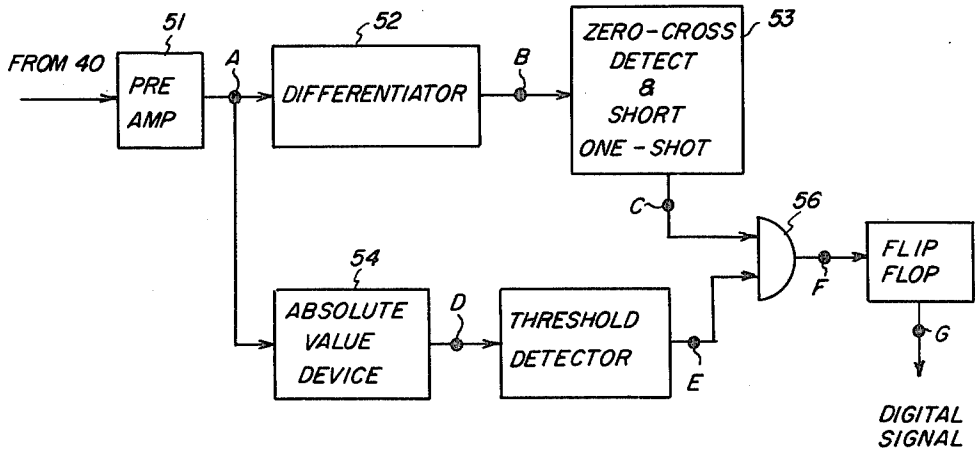 51
52
53
FROM 40
PRE
AMP
A
DIFFERENTIATOR
B
ZERO-CROSS
DETECT
&
SHORT
ONE-SHOT
C
56
54
ABSOLUTE
VALUE
DEVICE
D
THRESHOLD
DETECTOR
E
F
FLIP
FLOP
G
DIGITAL
SIGNAL